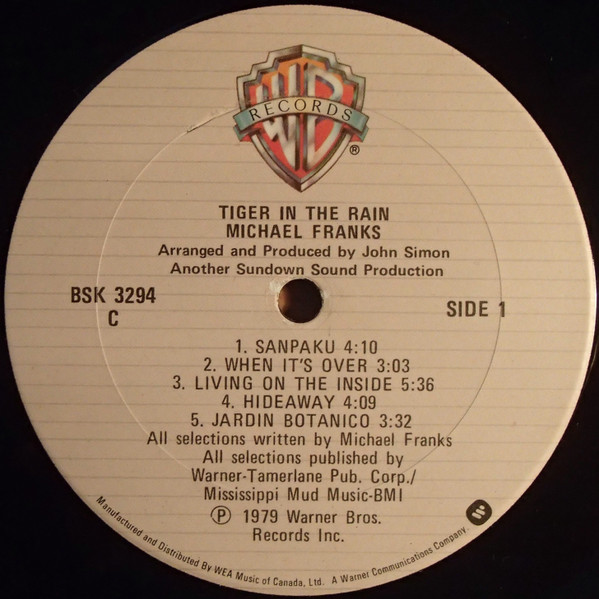 WB
RECORDS
®
TIGER IN THE RAIN
MICHAEL FRANKS
Arranged and Produced by John Simon
Another Sundown Sound Production
BSK 3294
C
SIDE 1
1. SANPAKU 4:10
2. WHEN IT'S OVER 3:03
3. LIVING ON THE INSIDE 5:36
4. HIDEAWAY 4:09
5. JARDIN BOTANICO 3:32
All selections written by Michael Franks
All selections published by
Warner-Tamerlane Pub. Corp./
Mississippi Mud Music-BMI
Ⓟ 1979 Warner Bros.
Records Inc.
Manufactured and Distributed By WEA Music of Canada, Ltd. A Warner Communications Company.